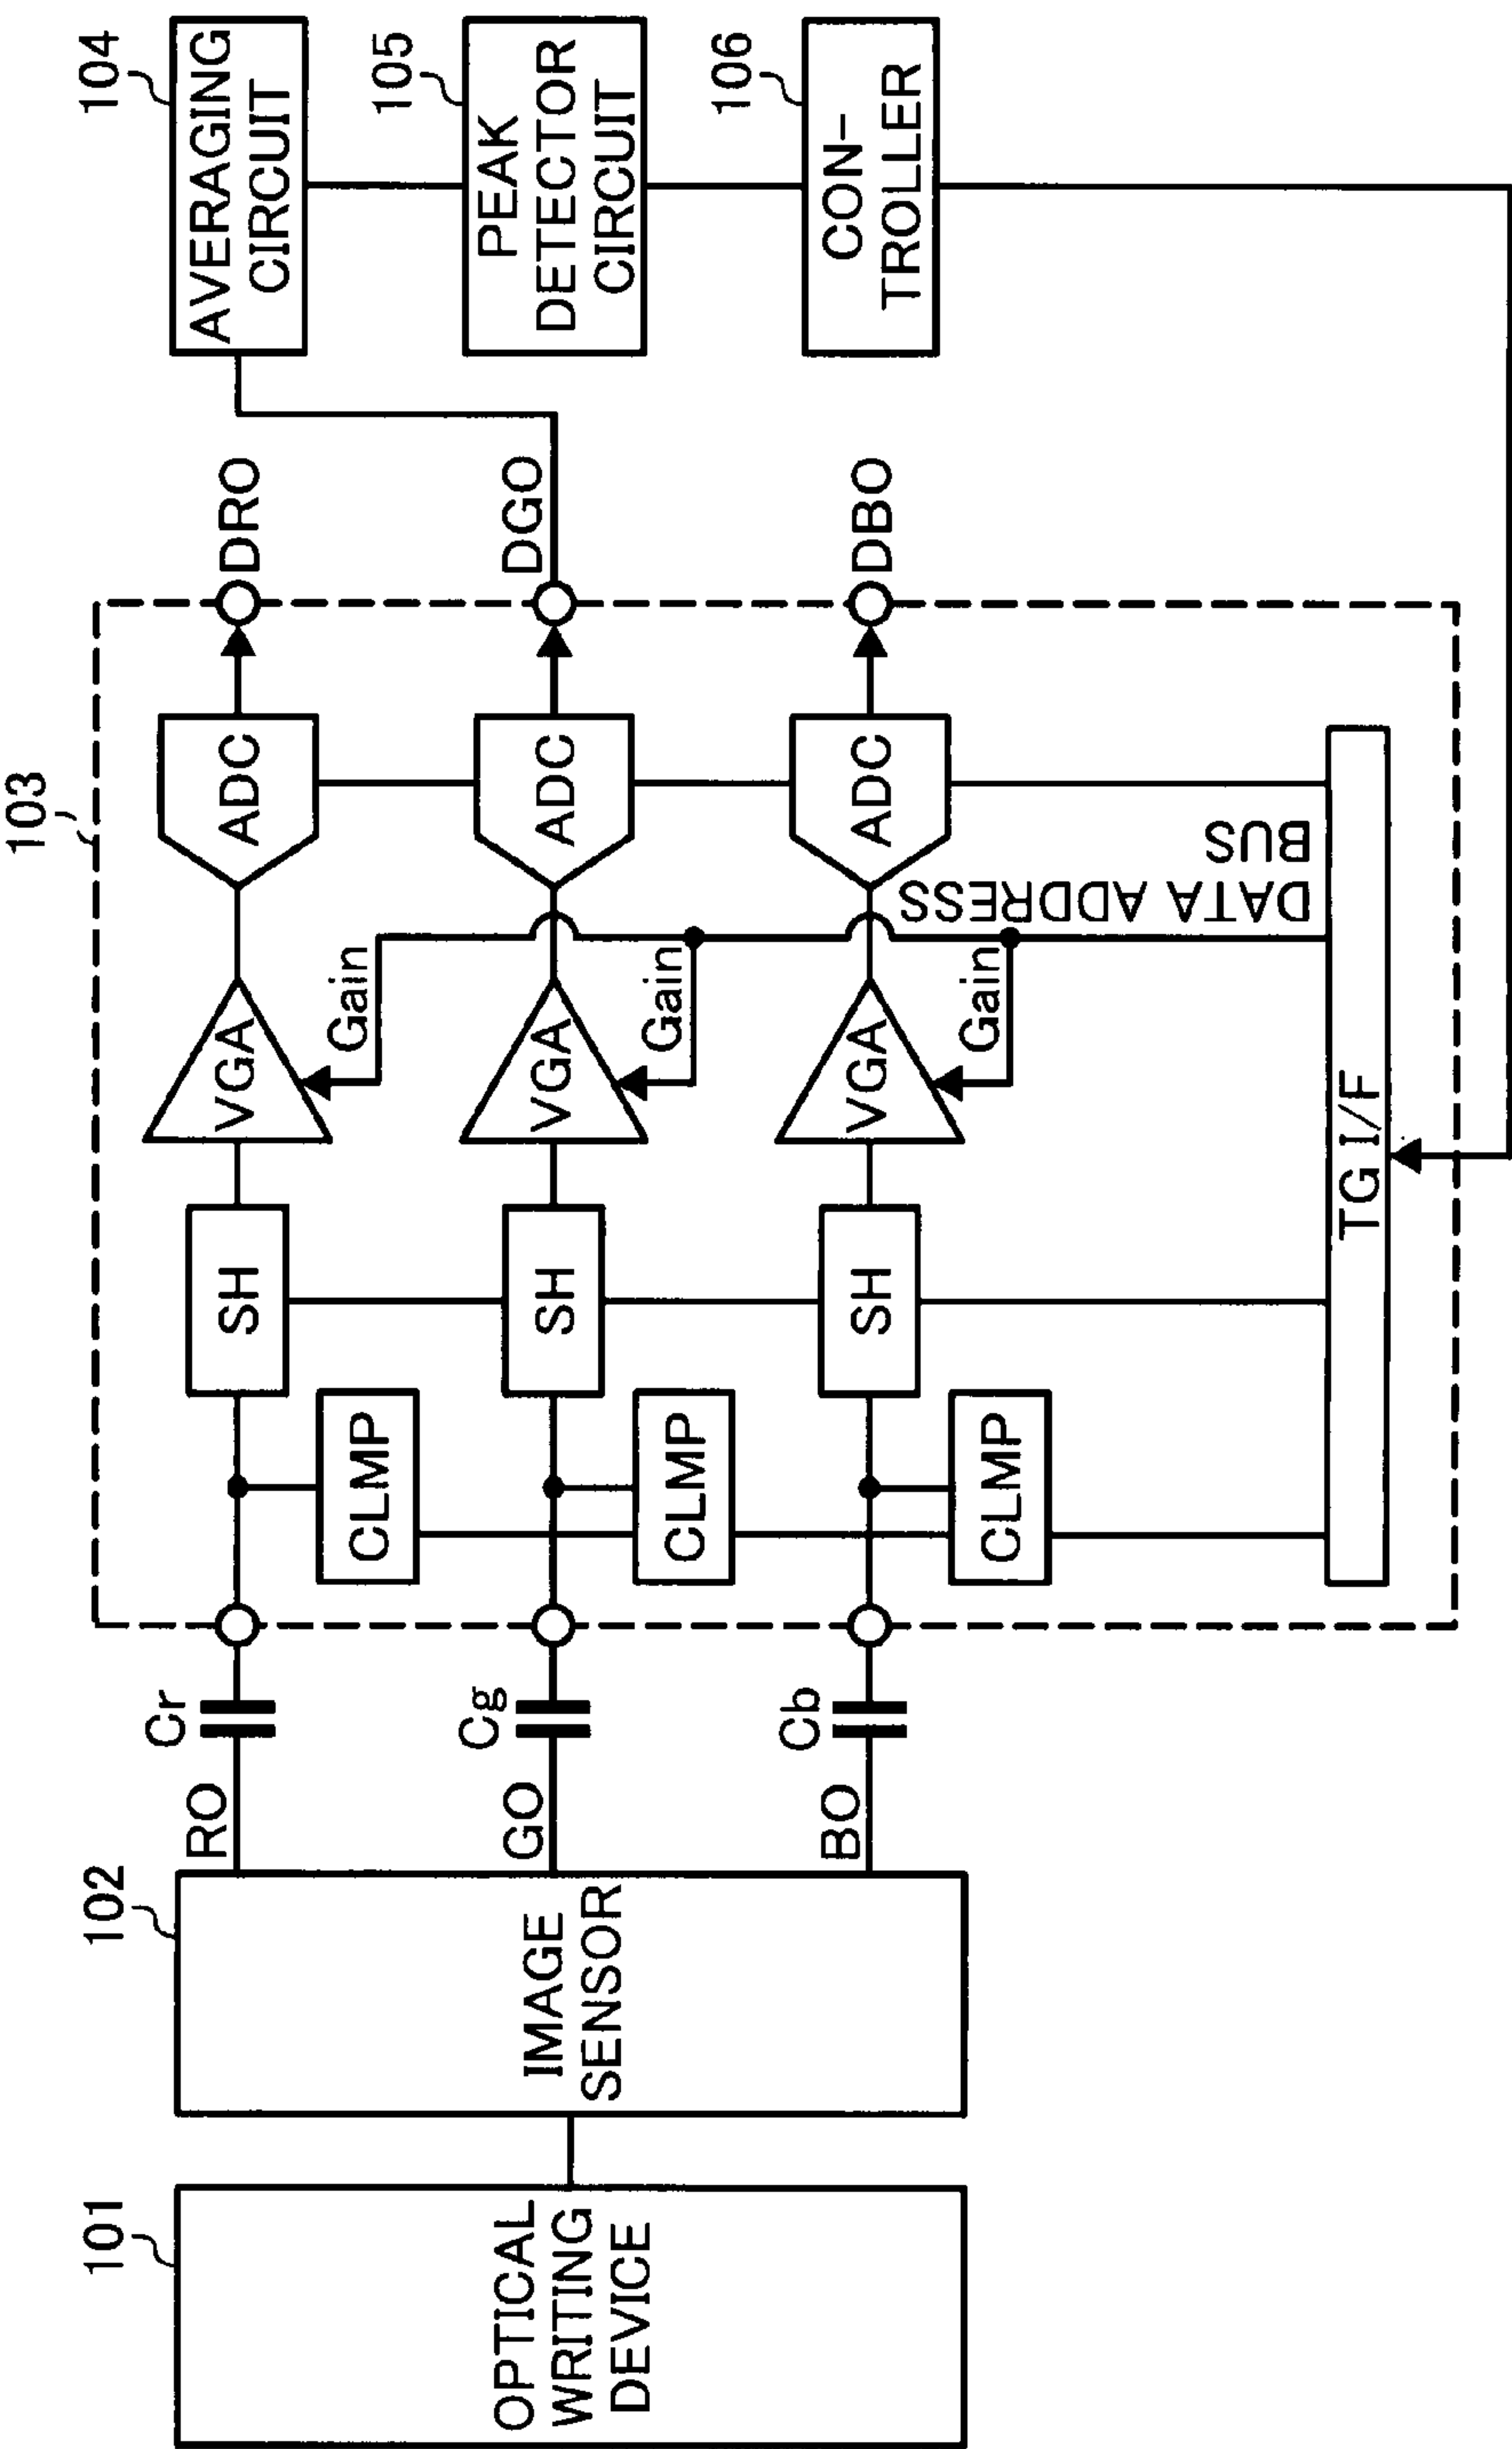 101
OPTICAL
WRITING
DEVICE
102
IMAGE
SENSOR
RO
Cr
GO
Cg
BO
Cb
103
CLMP
SH
VGA
Gain
ADC
DRO
CLMP
SH
VGA
Gain
ADC
DGO
CLMP
SH
VGA
Gain
ADC
DBO
DATA ADDRESS
BUS
TG I/F
104
AVERAGING
CIRCUIT
105
PEAK
DETECTOR
CIRCUIT
106
CON-
TROLLER